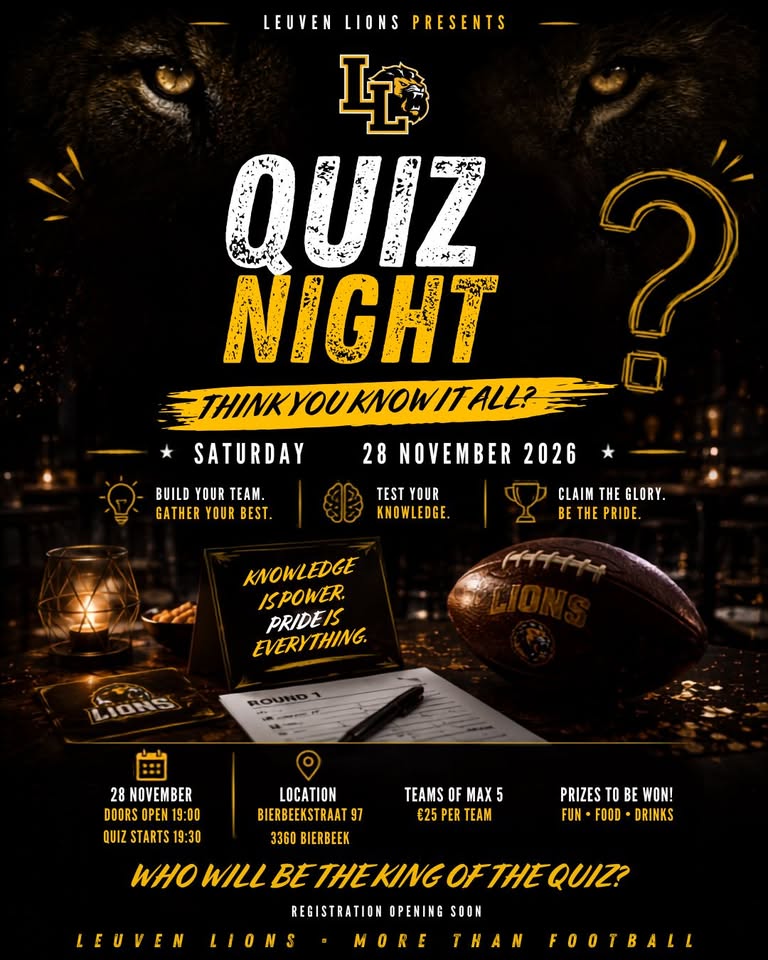 LEUVEN LIONS PRESENTS
LL
QUIZ
NIGHT
THINK YOU KNOW IT ALL?
SATURDAY 28 NOVEMBER 2026
BUILD YOUR TEAM.
GATHER YOUR BEST.
TEST YOUR
KNOWLEDGE.
CLAIM THE GLORY.
BE THE PRIDE.
KNOWLEDGE
IS POWER.
PRIDE IS
EVERYTHING.
LIONS
LIONS
ROUND 1
28 NOVEMBER
DOORS OPEN 19:00
QUIZ STARTS 19:30
LOCATION
BIERBEEKSTRAAT 97
3360 BIERBEEK
TEAMS OF MAX 5
€25 PER TEAM
PRIZES TO BE WON!
FUN • FOOD • DRINKS
WHO WILL BE THE KING OF THE QUIZ?
REGISTRATION OPENING SOON
LEUVEN LIONS • MORE THAN FOOTBALL